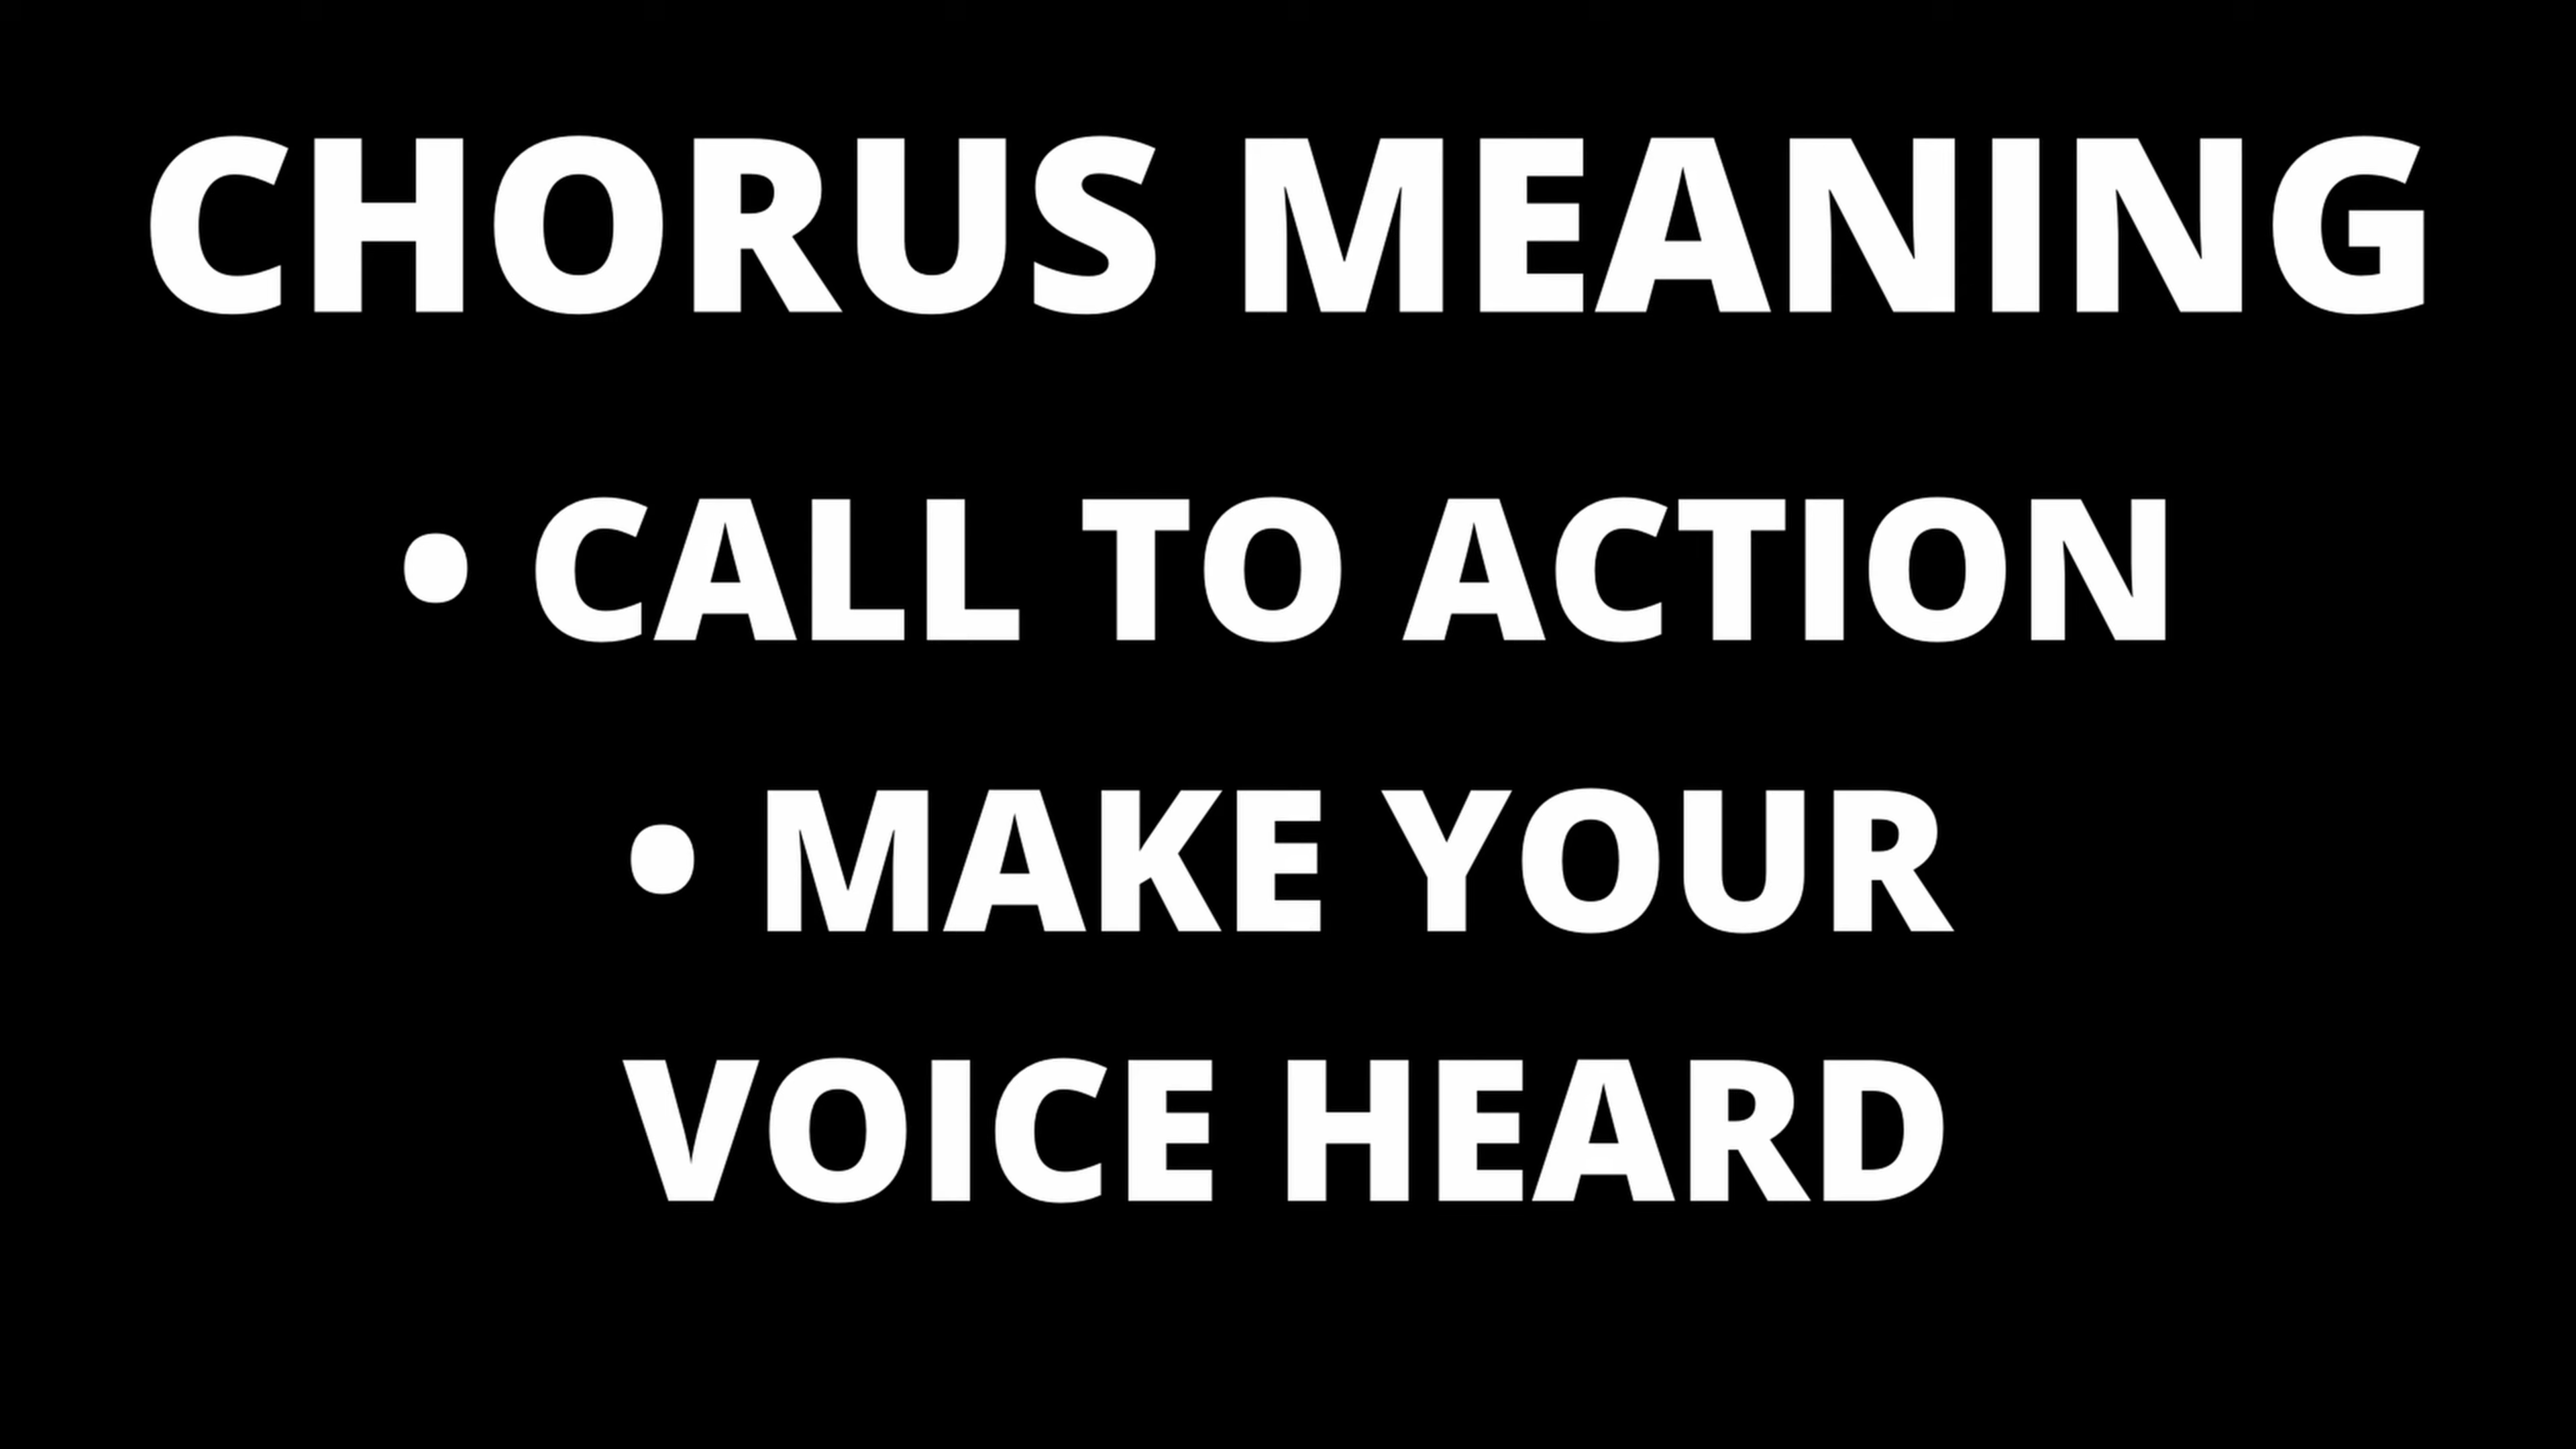 CHORUS MEANING
• CALL TO ACTION
• MAKE YOUR
VOICE HEARD